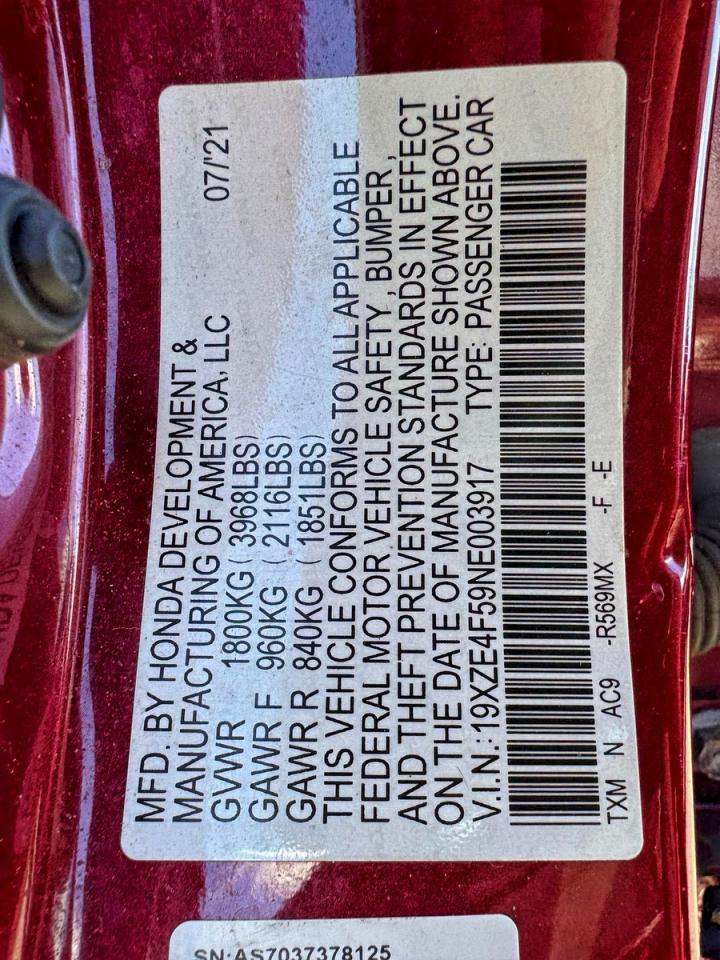 MFD. BY HONDA DEVELOPMENT &
MANUFACTURING OF AMERICA, LLC 07/'21
GVWR 1800KG ( 3968LBS)
GAWR F 960KG ( 2116LBS)
GAWR R 840KG ( 1851LBS)
THIS VEHICLE CONFORMS TO ALL APPLICABLE
FEDERAL MOTOR VEHICLE SAFETY , BUMPER ,
AND THEFT PREVENTION STANDARDS IN EFFECT
ON THE DATE OF MANUFACTURE SHOWN ABOVE.
V.I.N.: 19XZE4F59NE003917 TYPE: PASSENGER CAR
TXM N AC9 -R569MX -F -E
SN:AS7037378125